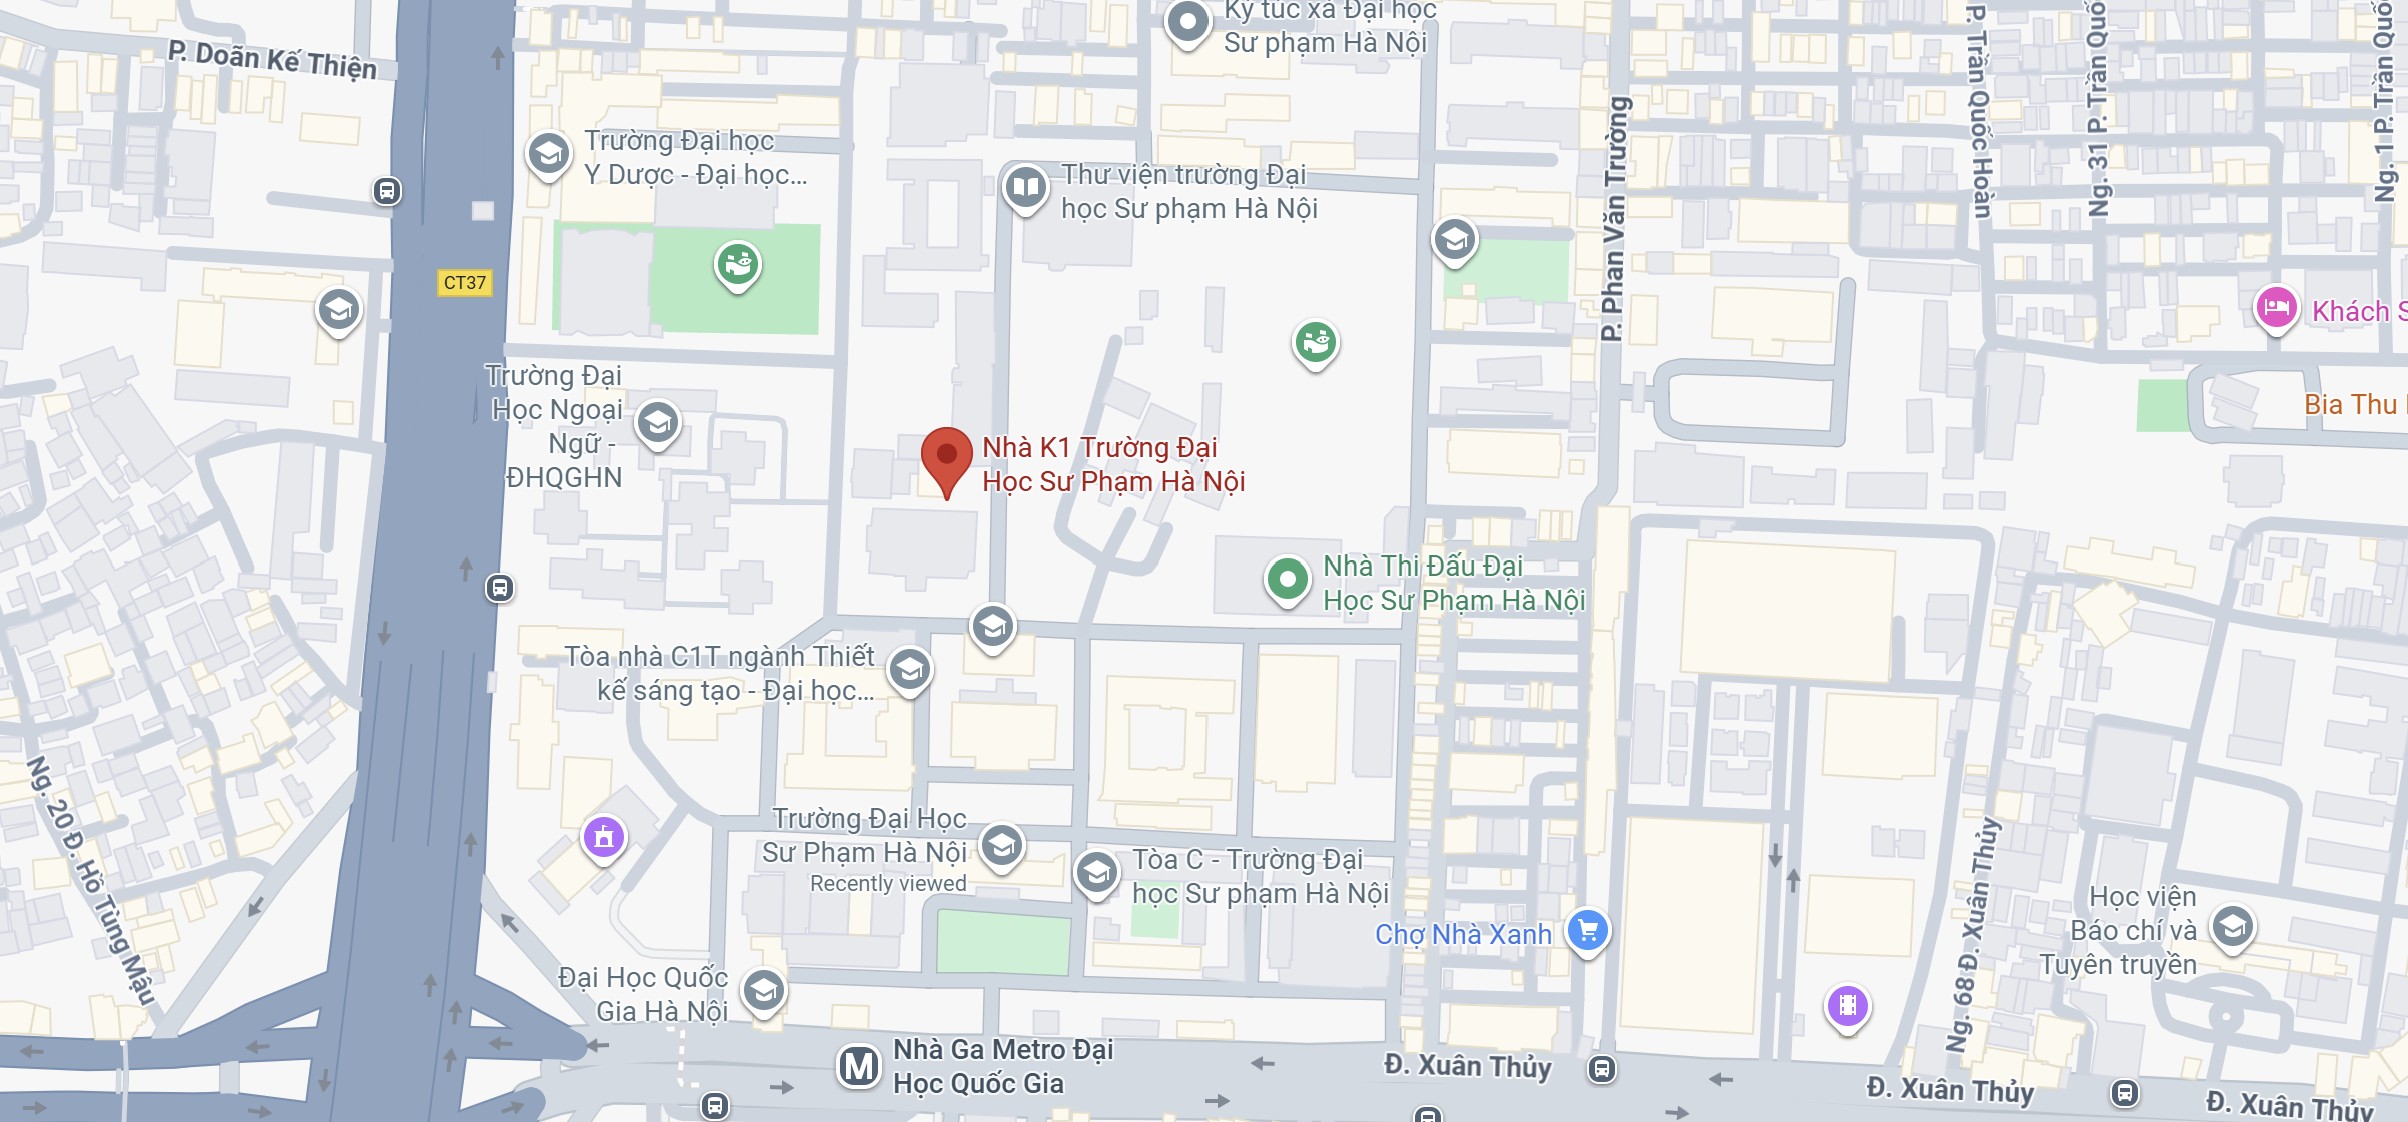 Ký túc xá Đại học
Sư phạm Hà Nội
P. Doãn Kế Thiện
P. Trần Quốc Hoàn
Ng. 31 P. Trần Quố
Ng. 1 P. Trần Quốc
P. Phan Văn Trường
Trường Đại học
Y Dược - Đại học...
Thư viện trường Đại
học Sư phạm Hà Nội
CT37
Khách S
Trường Đại
Học Ngoại
Ngữ -
ĐHQGHN
Bia Thu
Nhà K1 Trường Đại
Học Sư Phạm Hà Nội
Nhà Thi Đấu Đại
Học Sư Phạm Hà Nội
Tòa nhà C1T ngành Thiết
kế sáng tạo - Đại học...
Ng. 20 Đ. Hồ Tùng Mậu
Trường Đại Học
Sư Phạm Hà Nội
Recently viewed
Tòa C - Trường Đại
học Sư phạm Hà Nội
Chợ Nhà Xanh
Ng. 68 Đ. Xuân Thủy
Học viện
Báo chí và
Tuyên truyền
Đại Học Quốc
Gia Hà Nội
M
Nhà Ga Metro Đại
Học Quốc Gia
Đ. Xuân Thủy
Đ. Xuân Thủy
Đ. Xuân Thủy